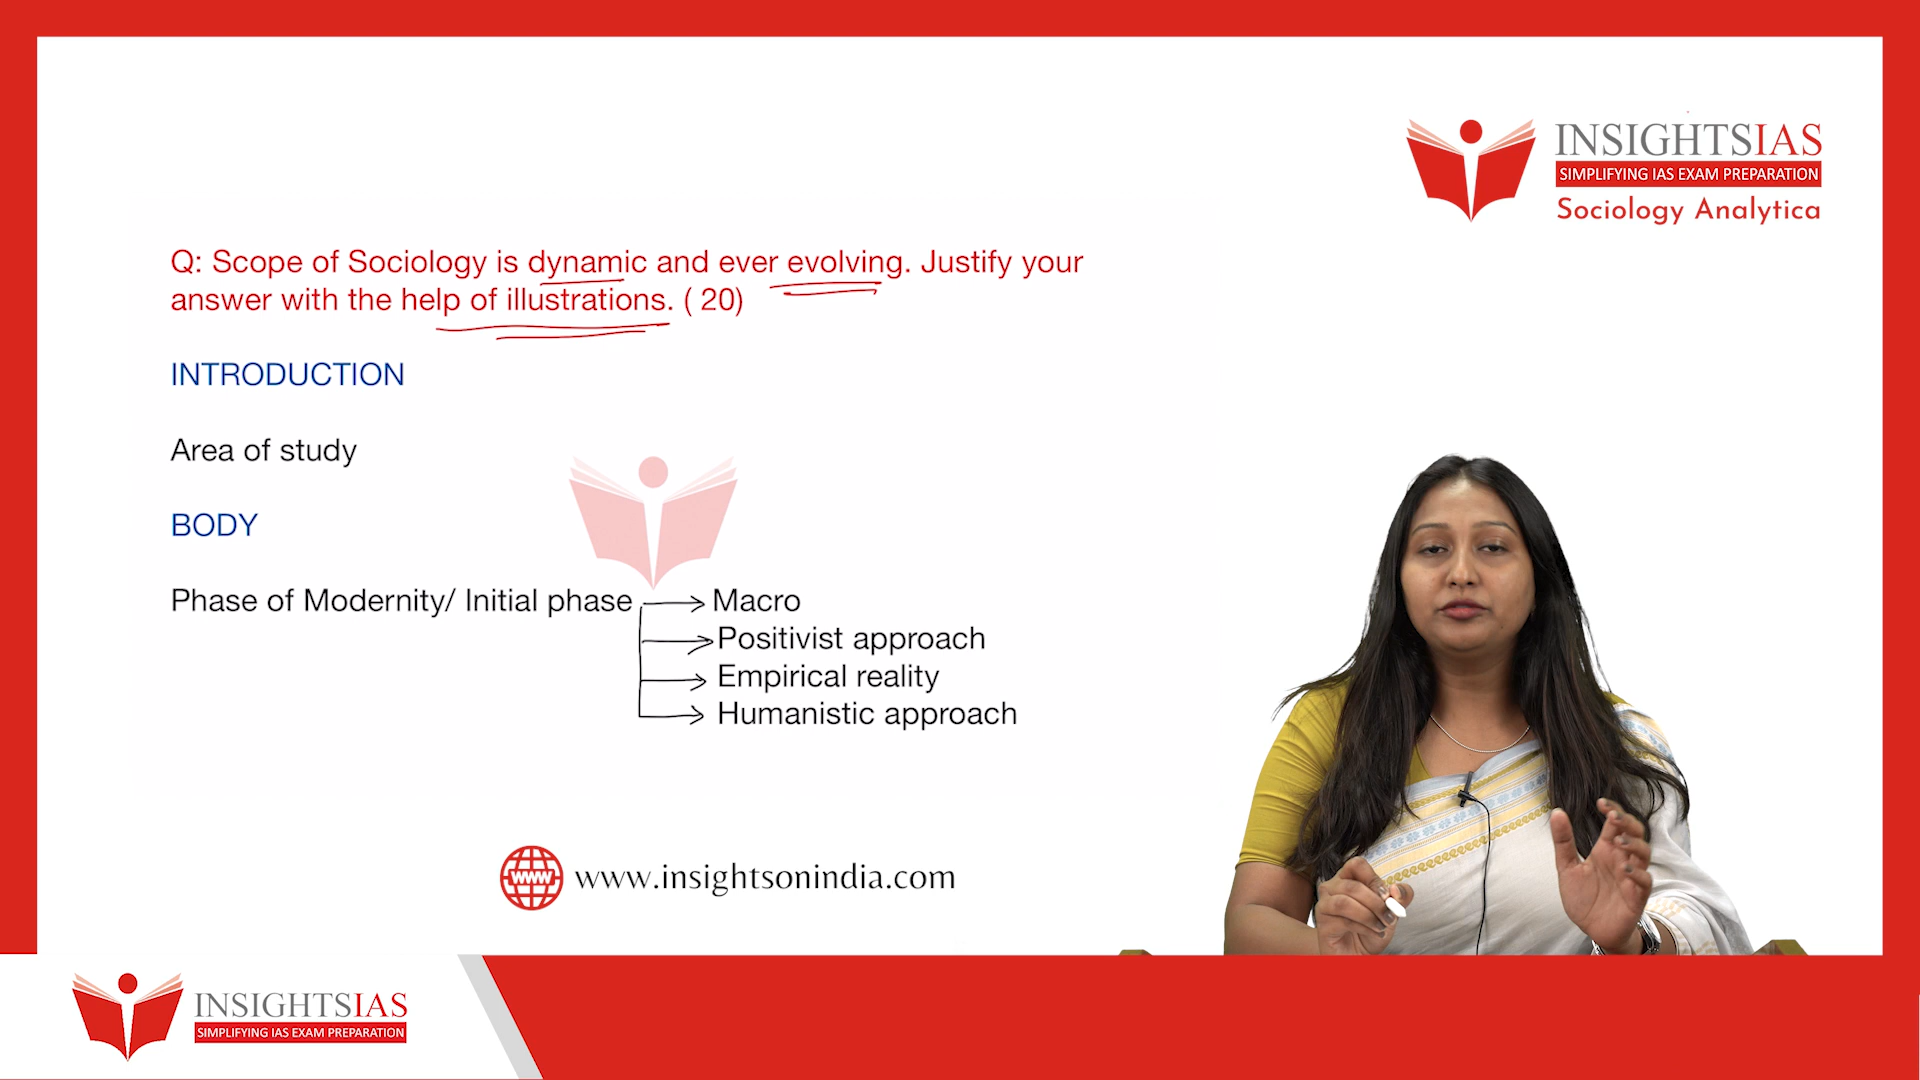 INSIGHTSIAS
SIMPLIFYING IAS EXAM PREPARATION
Sociology Analytica
Q: Scope of Sociology is dynamic and ever evolving. Justify your
answer with the help of illustrations. ( 20)
INTRODUCTION
Area of study
BODY
Phase of Modernity/ Initial phase
Macro
Positivist approach
Empirical reality
Humanistic approach
www
www.insightsonindia.com
INSIGHTSIAS
SIMPLIFYING IAS EXAM PREPARATION